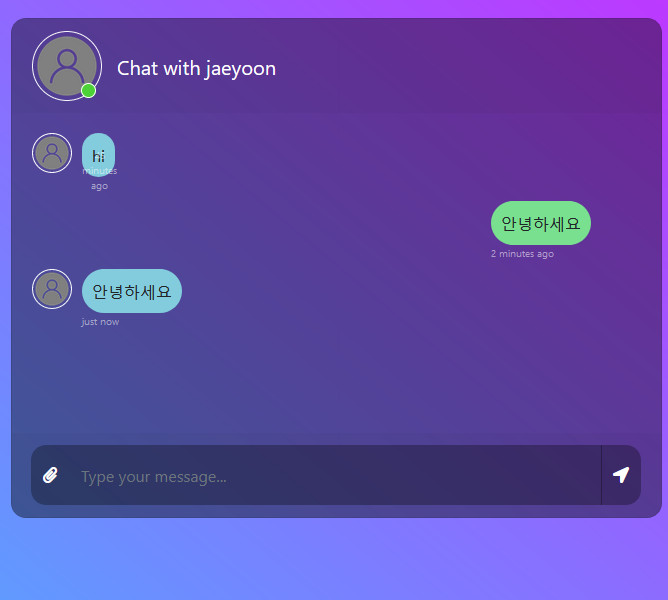 Chat with jaeyoon
hi
minutes
ago
안녕하세요
2 minutes ago
안녕하세요
just now
Type your message...